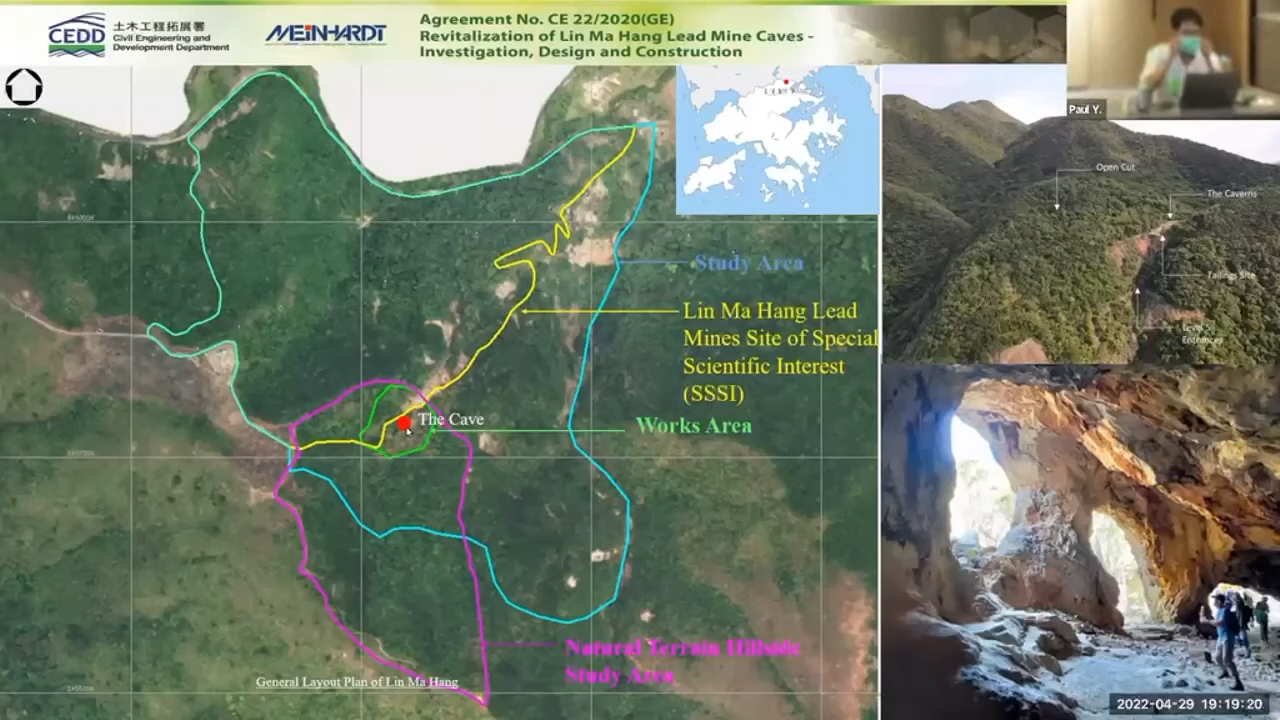 CEDD
土木工程拓展署
Civil Engineering and
Development Department
MEINHARDT
Agreement No. CE 22/2020(GE)
Revitalization of Lin Ma Hang Lead Mine Caves -
Investigation, Design and Construction
Paul Y.
Open Cut
The Caverns
Tailings Site
Level 5
Entrances
Study Area
Lin Ma Hang Lead
Mines Site of Special
Scientific Interest
(SSSI)
The Cave
Works Area
Natural Terrain Hillside
Study Area
General Layout Plan of Lin Ma Hang
2022-04-29 19:19:20